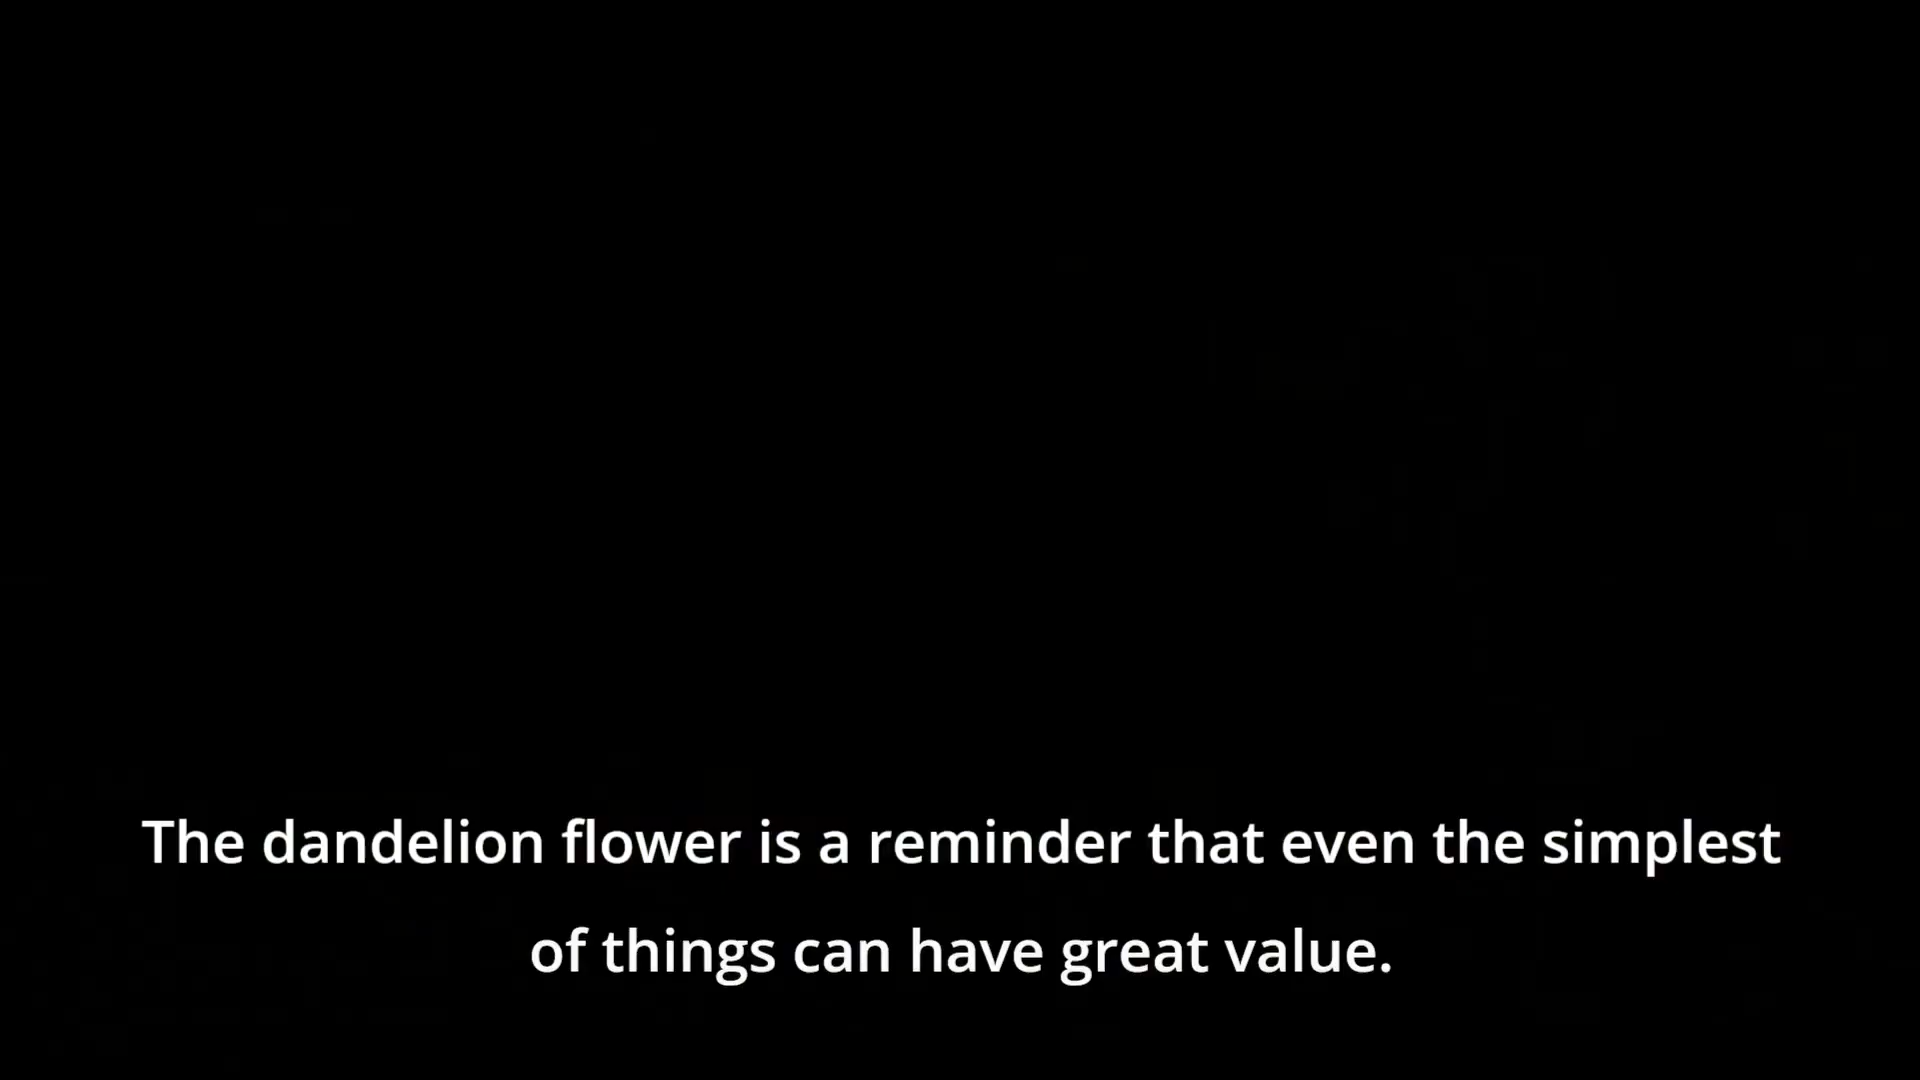 The dandelion flower is a reminder that even the simplest
of things can have great value.